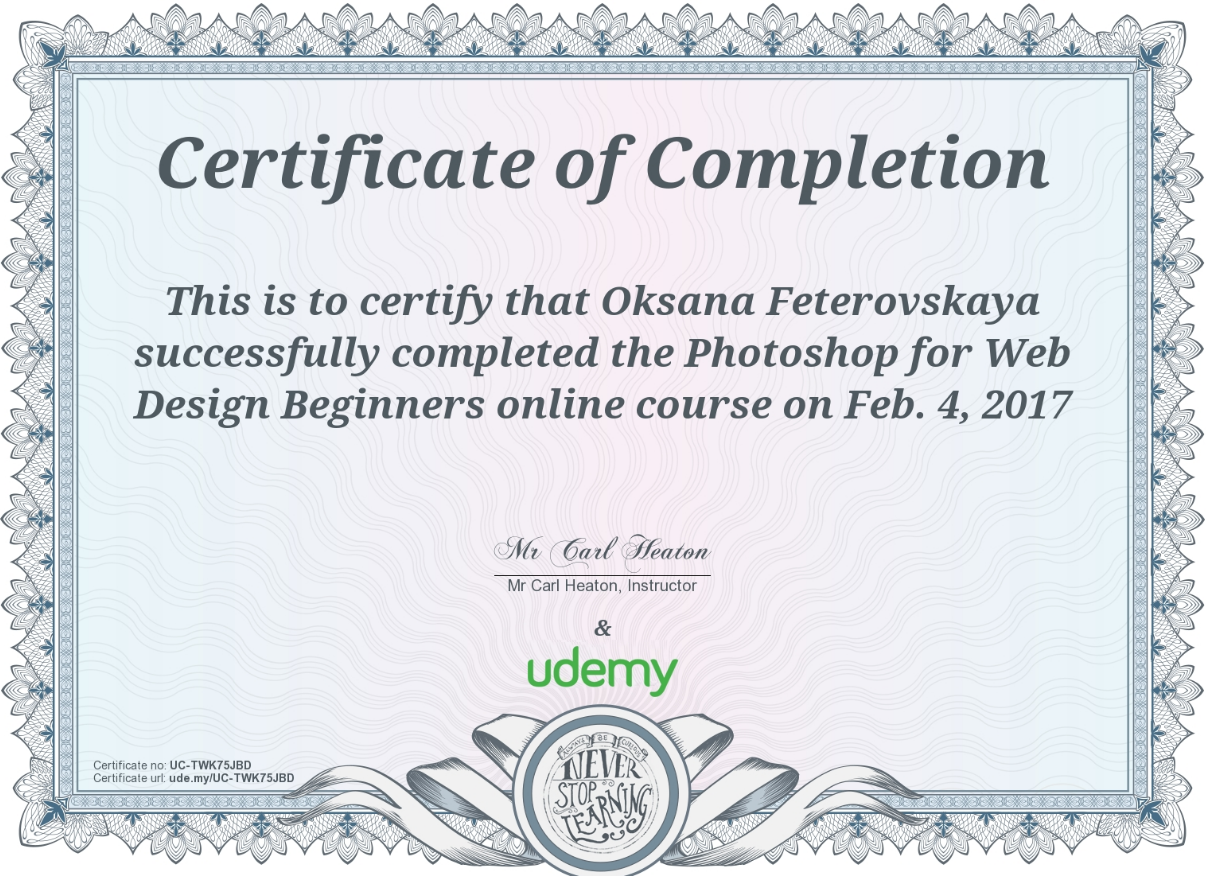 Certificate of Completion
This is to certify that Oksana Feterovskaya
successfully completed the Photoshop for Web
Design Beginners online course on Feb. 4, 2017
Mr Carl Heaton
Mr Carl Heaton, Instructor
&
udemy
Certificate no: UC-TWK75JBD
Certificate url: ude.my/UC-TWK75JBD
ALWAYS BE CURIOUS
NEVER
STOP
LEARNING